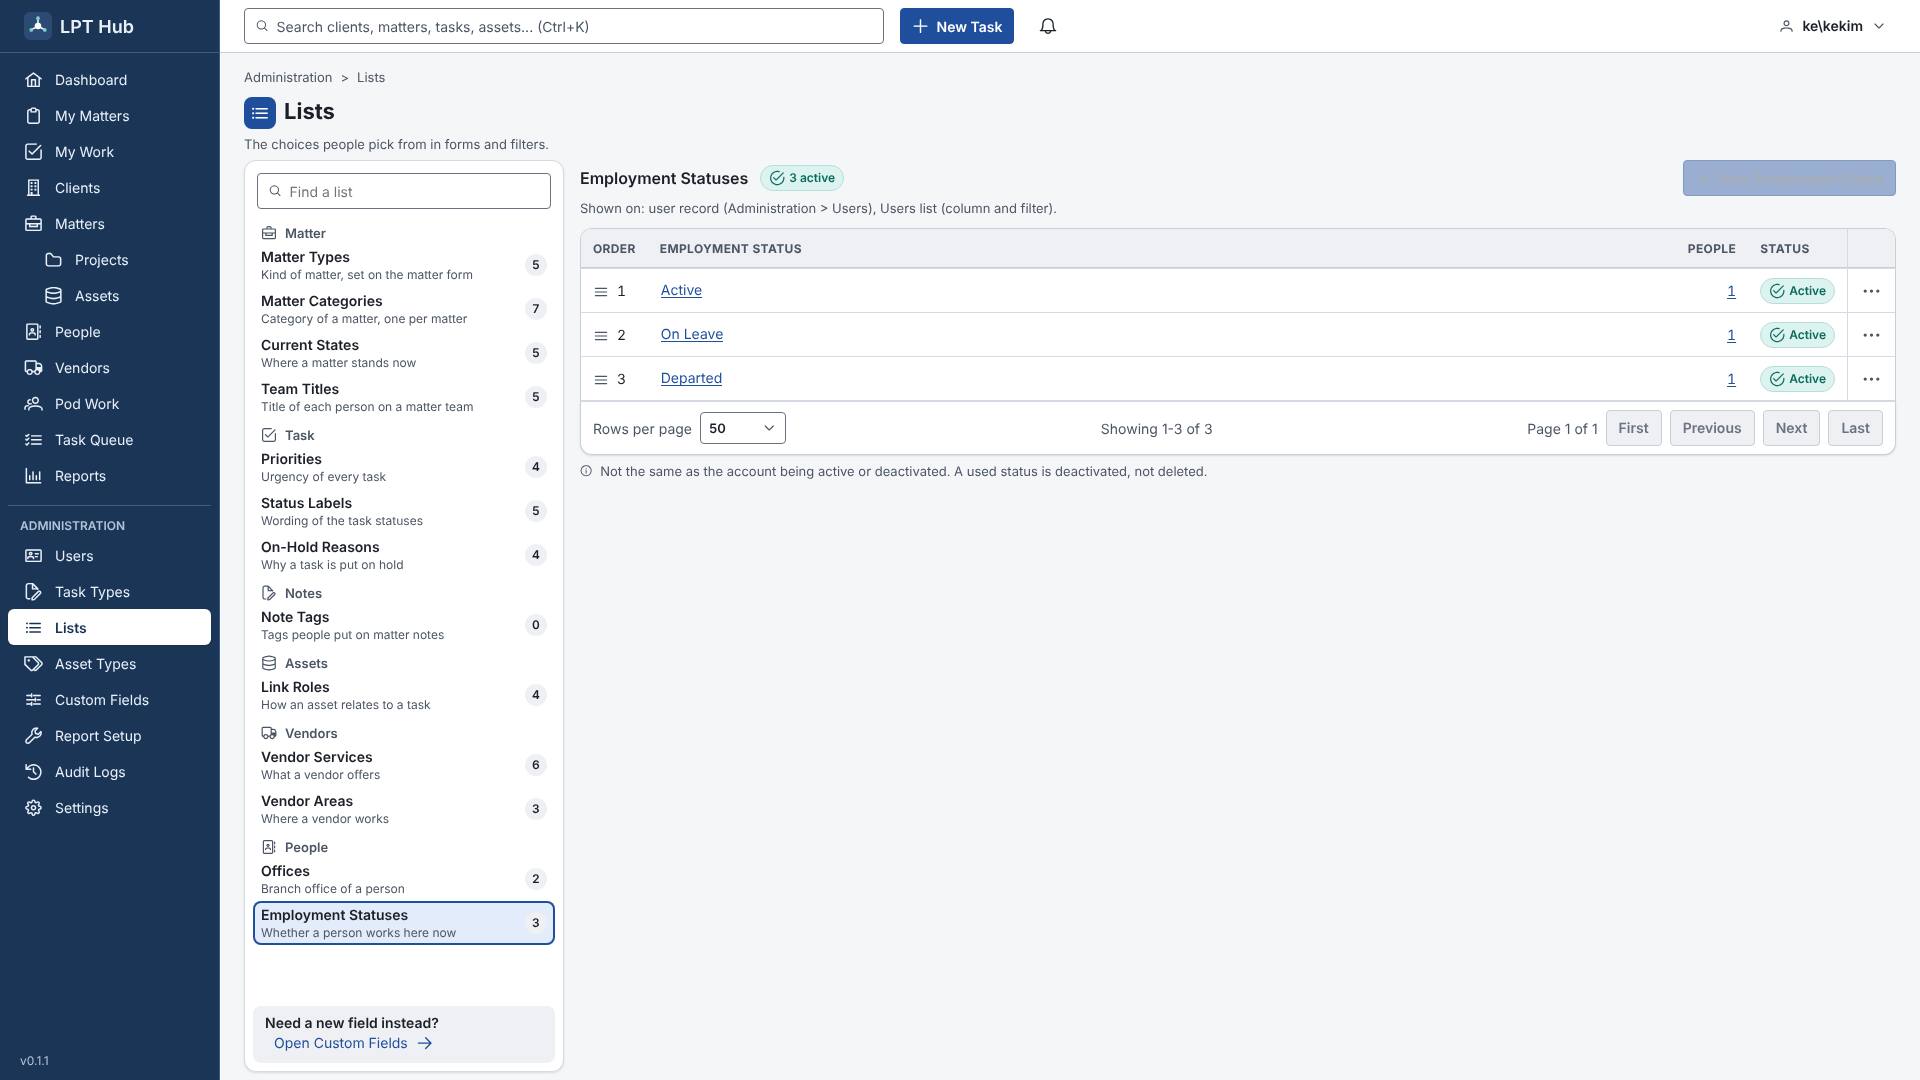 LPT Hub
Search clients, matters, tasks, assets... (Ctrl+K)
New Task
ke\kekim
Dashboard
My Matters
My Work
Clients
Matters
Projects
Assets
People
Vendors
Pod Work
Task Queue
Reports
ADMINISTRATION
Users
Task Types
Lists
Asset Types
Custom Fields
Report Setup
Audit Logs
Settings
v0.1.1
Administration > Lists
Lists
The choices people pick from in forms and filters.
Find a list
Matter
Matter Types
5
Kind of matter, set on the matter form
Matter Categories
7
Category of a matter, one per matter
Current States
5
Where a matter stands now
Team Titles
5
Title of each person on a matter team
Task
Priorities
4
Urgency of every task
Status Labels
5
Wording of the task statuses
On-Hold Reasons
4
Why a task is put on hold
Notes
Note Tags
0
Tags people put on matter notes
Assets
Link Roles
4
How an asset relates to a task
Vendors
Vendor Services
6
What a vendor offers
Vendor Areas
3
Where a vendor works
People
Offices
2
Branch office of a person
Employment Statuses
3
Whether a person works here now
Need a new field instead?
Open Custom Fields
Employment Statuses 3 active
Shown on: user record (Administration > Users), Users list (column and filter).
ORDER EMPLOYMENT STATUS PEOPLE STATUS
1 Active 1 Active
2 On Leave 1 Active
3 Departed 1 Active
Rows per page 50 Showing 1-3 of 3 Page 1 of 1 First Previous Next Last
Not the same as the account being active or deactivated. A used status is deactivated, not deleted.